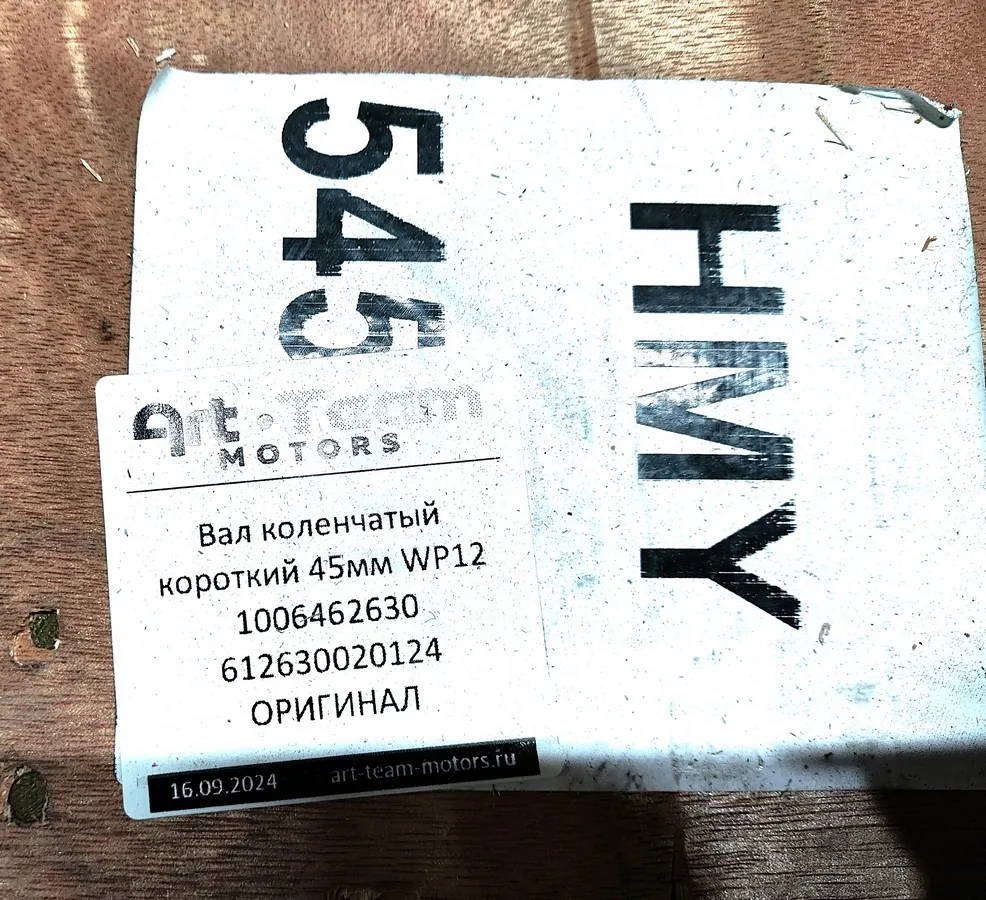 HMY
545
Art·Team
MOTORS
Вал коленчатый
короткий 45мм WP12
1006462630
612630020124
ОРИГИНАЛ
16.09.2024 art-team-motors.ru